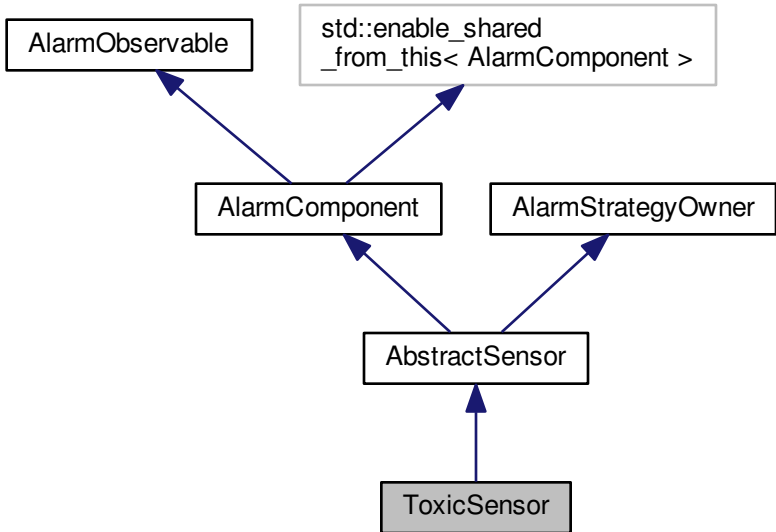 AlarmObservable
std::enable_shared
_from_this< AlarmComponent >
AlarmComponent
AlarmStrategyOwner
AbstractSensor
ToxicSensor